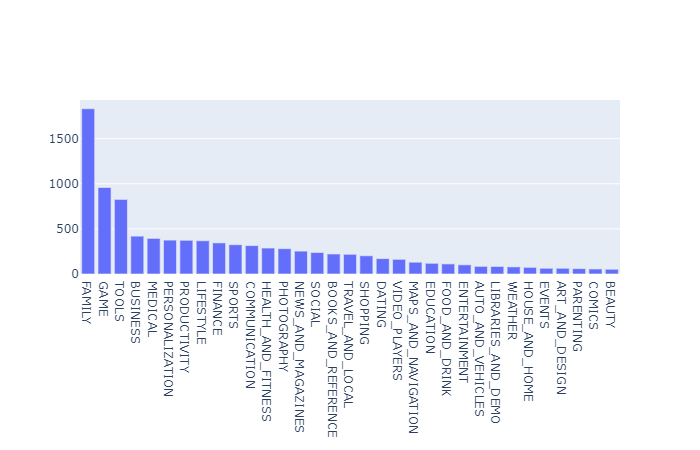 1500
1000
500
0
FAMILY
GAME
TOOLS
BUSINESS
MEDICAL
PERSONALIZATION
PRODUCTIVITY
LIFESTYLE
FINANCE
SPORTS
COMMUNICATION
HEALTH_AND_FITNESS
PHOTOGRAPHY
NEWS_AND_MAGAZINES
SOCIAL
BOOKS_AND_REFERENCE
TRAVEL_AND_LOCAL
SHOPPING
DATING
VIDEO_PLAYERS
MAPS_AND_NAVIGATION
EDUCATION
FOOD_AND_DRINK
ENTERTAINMENT
AUTO_AND_VEHICLES
LIBRARIES_AND_DEMO
WEATHER
HOUSE_AND_HOME
EVENTS
ART_AND_DESIGN
PARENTING
COMICS
BEAUTY